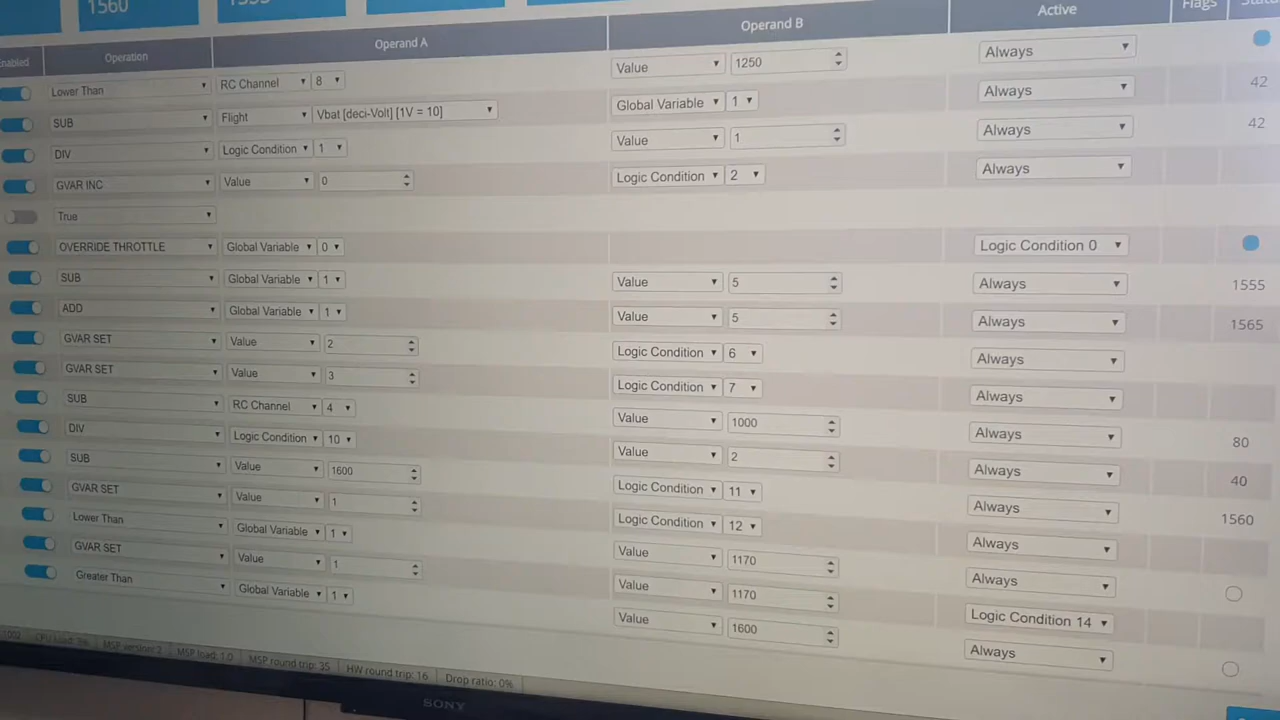 1560
1555
Enabled Operation Operand A Operand B Active Flags Status
Lower Than RC Channel 8 Value 1250 Always
SUB Flight Vbat [deci-Volt] [1V = 10] Global Variable 1 Always 42
DIV Logic Condition 1 Value 1 Always 42
GVAR INC Value 0 Logic Condition 2 Always
True
OVERRIDE THROTTLE Global Variable 0 Logic Condition 0
SUB Global Variable 1 Value 5 Always 1555
ADD Global Variable 1 Value 5 Always 1565
GVAR SET Value 2 Logic Condition 6 Always
GVAR SET Value 3 Logic Condition 7 Always
SUB RC Channel 4 Value 1000 Always 80
DIV Logic Condition 10 Value 2 Always 40
SUB Value 1600 Logic Condition 11 Always 1560
GVAR SET Value 1 Logic Condition 12 Always
Lower Than Global Variable 1 Value 1170 Always
GVAR SET Value 1 Value 1170 Logic Condition 14
Greater Than Global Variable 1 Value 1600 Always
MSP version: 2 MSP load: 1.0 MSP round trip: 35 HW round trip: 16 Drop ratio: 0%
SONY